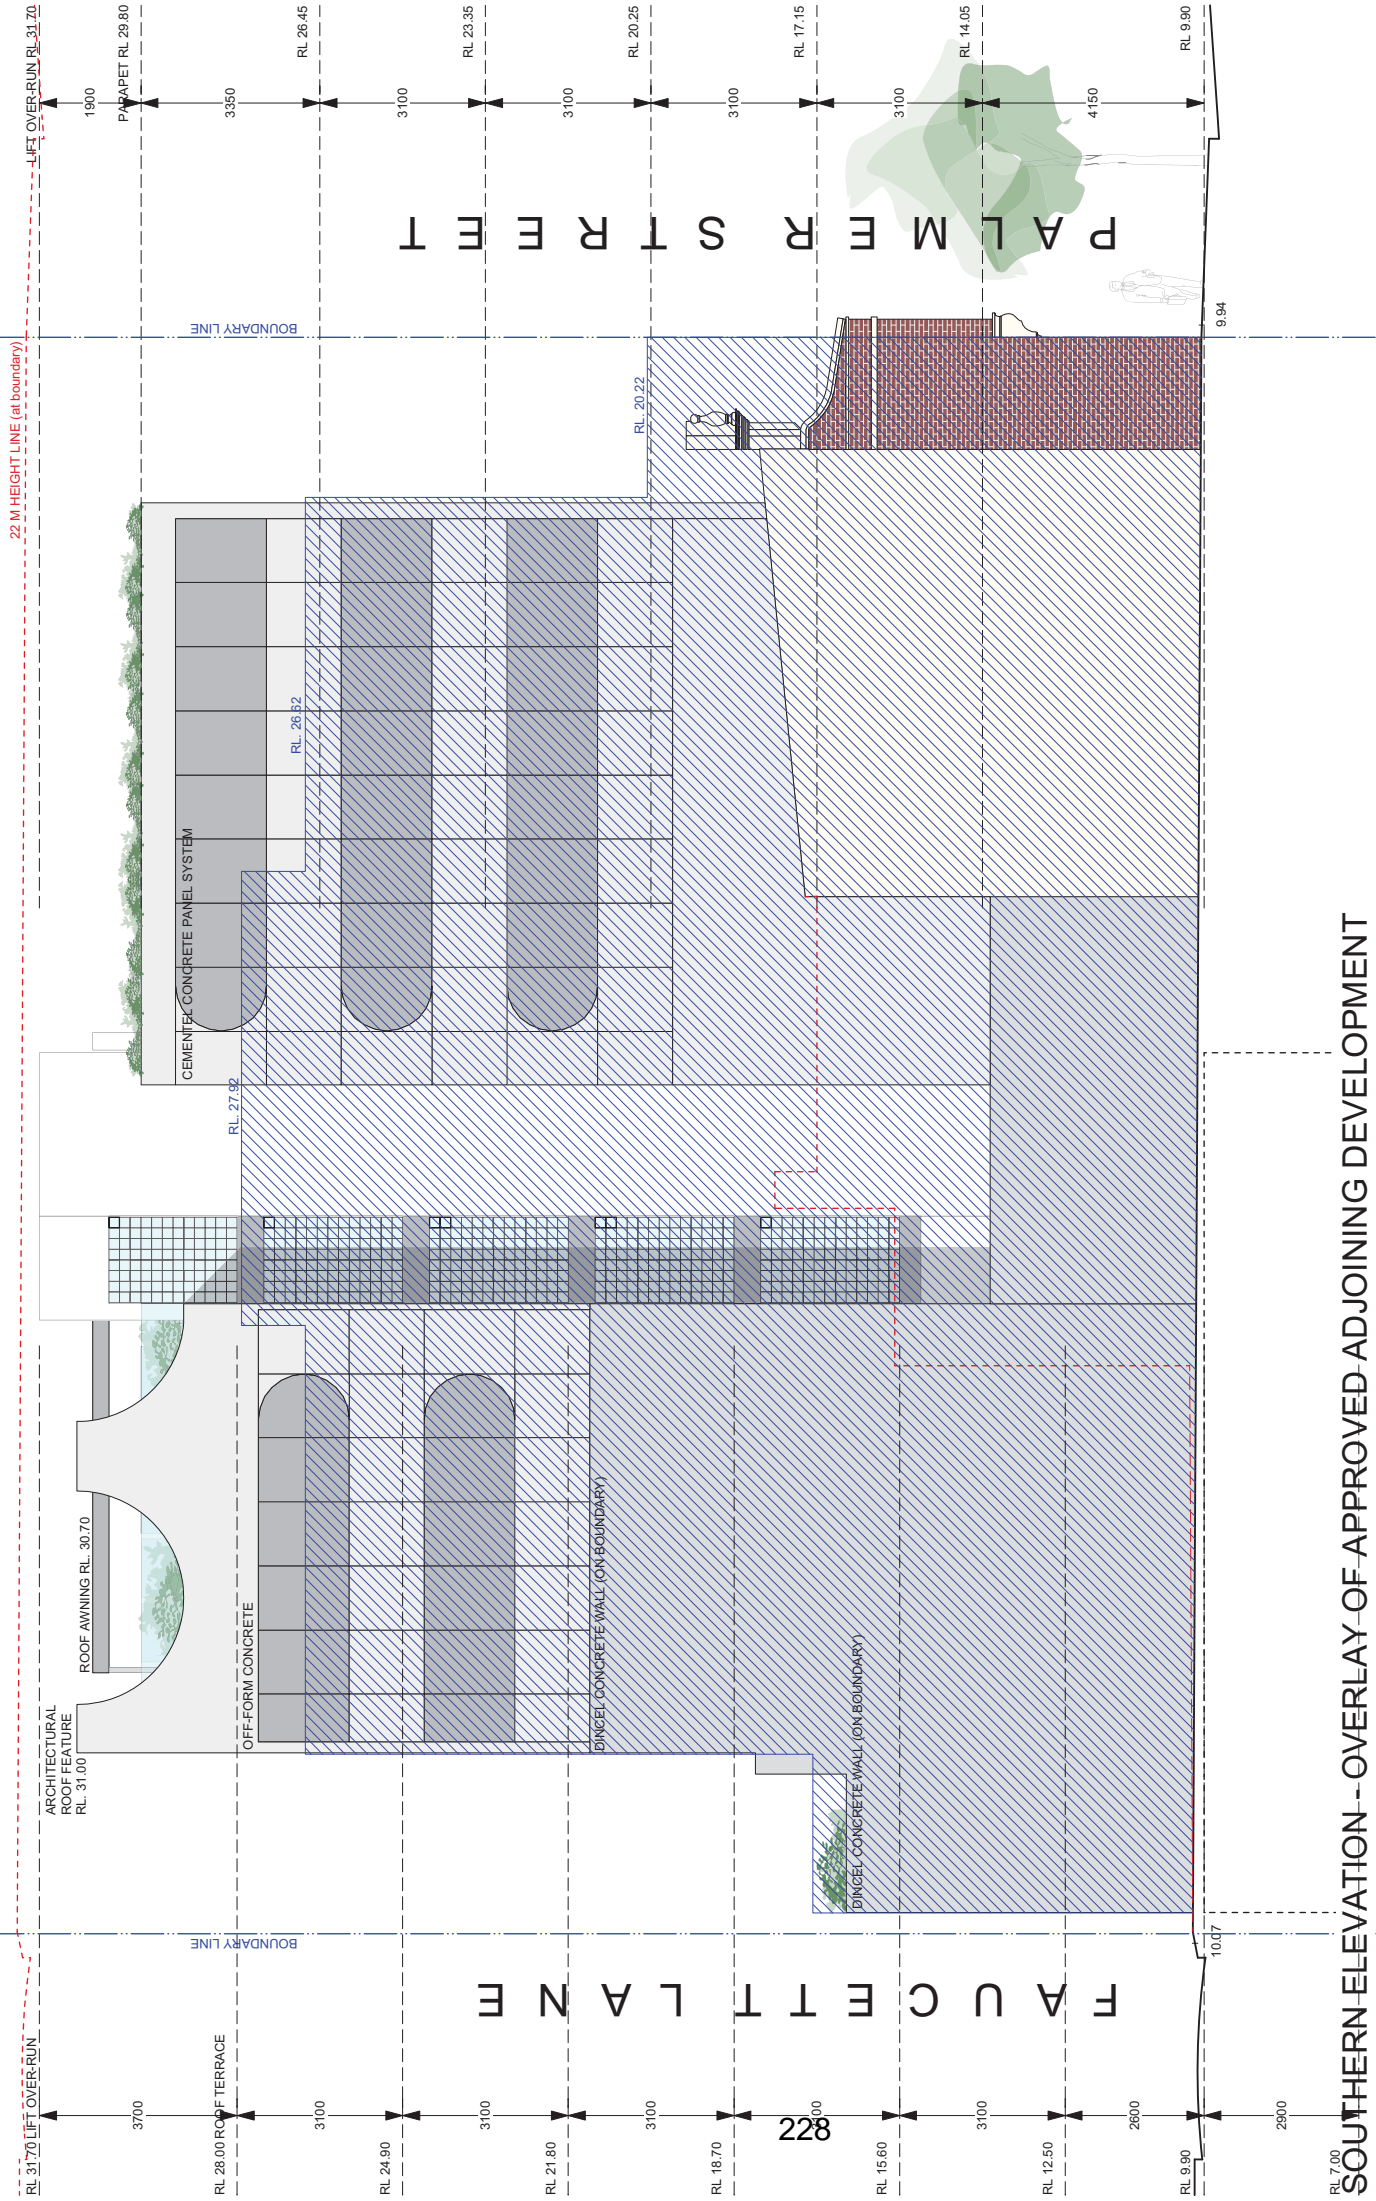 RL 31.70 LIFT OVER-RUN
RL 28.00 ROOF TERRACE
RL 24.90
RL 21.80
RL 18.70
RL 15.60
RL 12.50
RL 9.90
RL 7.00
3700
3100
3100
3100
3100
2600
2900
228
FAUCETT LANE
BOUNDARY LINE
10.07
ARCHITECTURAL
ROOF FEATURE
RL. 31.00
ROOF AWNING RL. 30.70
OFF-FORM CONCRETE
DINCEL CONCRETE WALL (ON BOUNDARY)
DINCEL CONCRETE WALL (ON BOUNDARY)
RL. 27.92
CEMENTEL CONCRETE PANEL SYSTEM
RL. 26.62
RL. 20.22
22 M HEIGHT LINE (at boundary)
BOUNDARY LINE
9.94
PALMER STREET
LIFT OVER-RUN RL 31.70
PARAPET RL 29.80
RL 26.45
RL 23.35
RL 20.25
RL 17.15
RL 14.05
RL 9.90
1900
3350
3100
3100
3100
3100
4150
SOUTHERN ELEVATION - OVERLAY OF APPROVED ADJOINING DEVELOPMENT